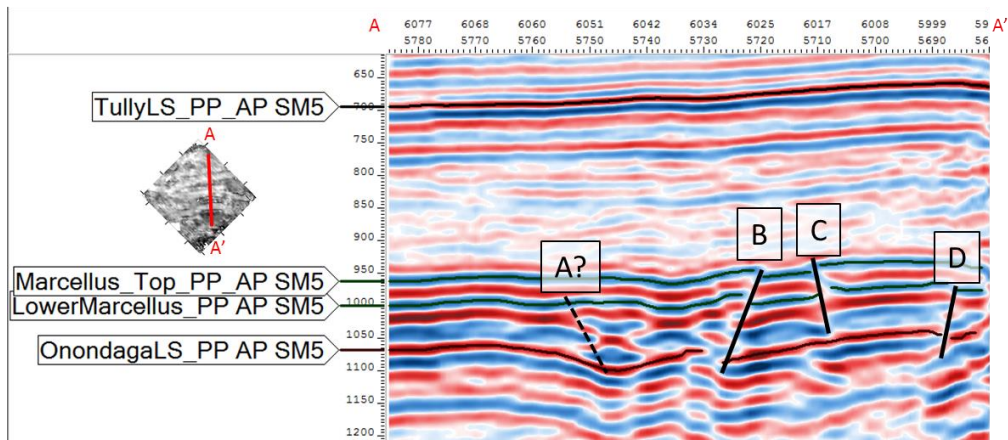 A 6077 6068 6060 6051 6042 6034 6025 6017 6008 5999 59 A'
5780 5770 5760 5750 5740 5730 5720 5710 5700 5690 56
650
TullyLS_PP_AP SM5
700
750
A
800
850
A'
900
B
C
A?
D
Marcellus_Top_PP_AP SM5
950
LowerMarcellus_PP AP SM5
1000
1050
OnondagaLS_PP AP SM5
1100
1150
1200